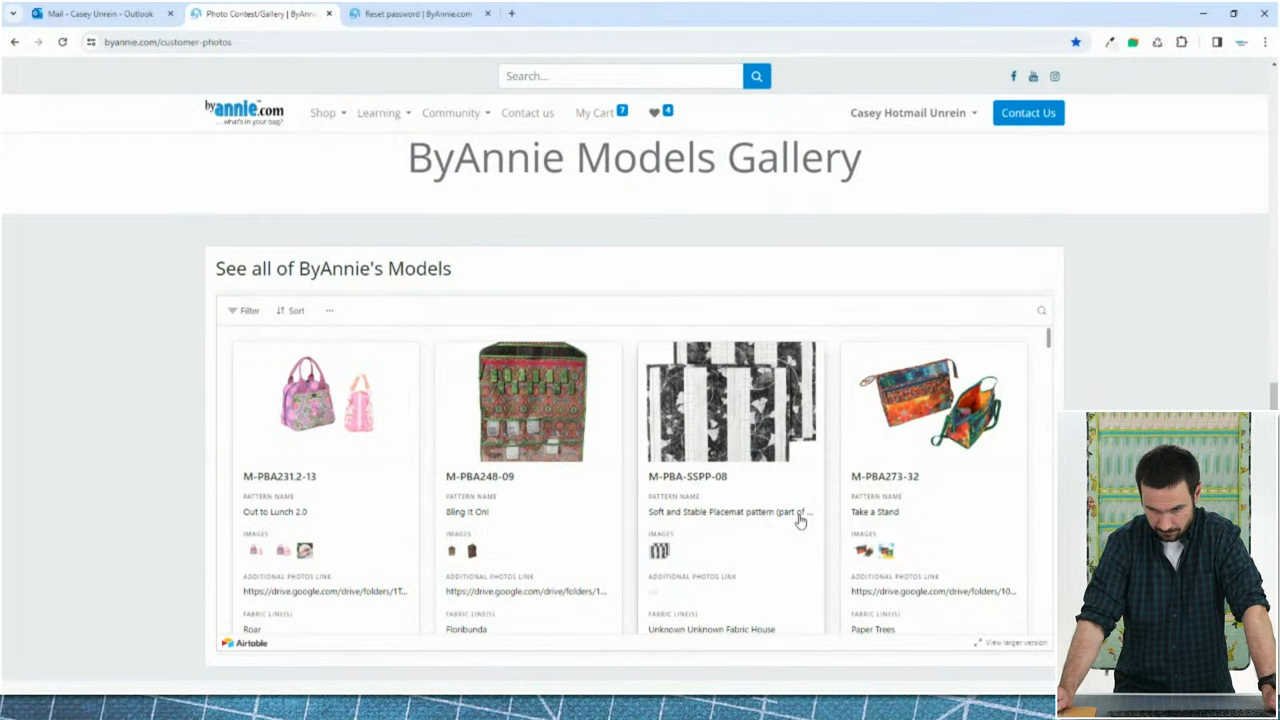 Mail - Casey Unrein - Outlook
Photo Contest/Gallery | ByAnni
Reset password | ByAnnie.com
byannie.com/customer-photos
Search...
byannie.com
...what's in your bag?
Shop
Learning
Community
Contact us
My Cart 7
4
Casey Hotmail Unrein
Contact Us
ByAnnie Models Gallery
See all of ByAnnie's Models
Filter
Sort
...
M-PBA231.2-13
PATTERN NAME
Out to Lunch 2.0
IMAGES
ADDITIONAL PHOTOS LINK
https://drive.google.com/drive/folders/1T...
FABRIC LINE(S)
Roar
M-PBA248-09
PATTERN NAME
Bling It On!
IMAGES
ADDITIONAL PHOTOS LINK
https://drive.google.com/drive/folders/1...
FABRIC LINE(S)
Floribunda
M-PBA-SSPP-08
PATTERN NAME
Soft and Stable Placemat pattern (part of ...
IMAGES
ADDITIONAL PHOTOS LINK
FABRIC LINE(S)
Unknown Unknown Fabric House
M-PBA273-32
PATTERN NAME
Take a Stand
IMAGES
ADDITIONAL PHOTOS LINK
https://drive.google.com/drive/folders/10...
FABRIC LINE(S)
Paper Trees
Airtable
View larger version